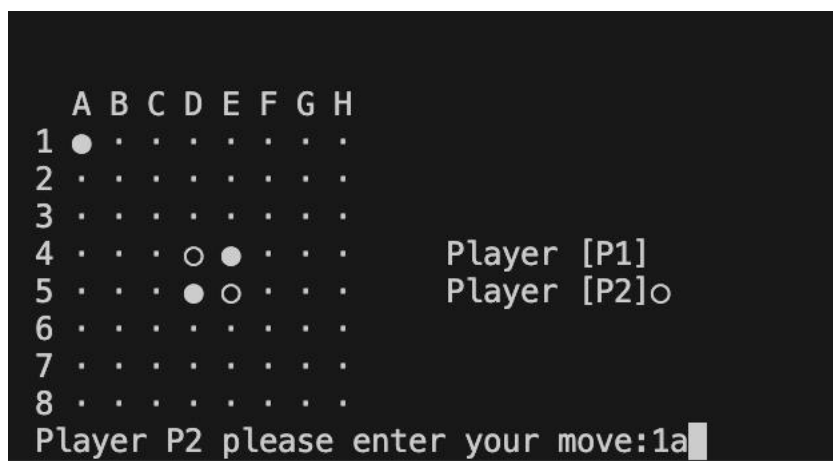 A B C D E F G H
1 ● · · · · · · ·
2 · · · · · · · ·
3 · · · · · · · ·
4 · · · ○ ● · · · Player [P1]
5 · · · ● ○ · · · Player [P2]○
6 · · · · · · · ·
7 · · · · · · · ·
8 · · · · · · · ·
Player P2 please enter your move:1a